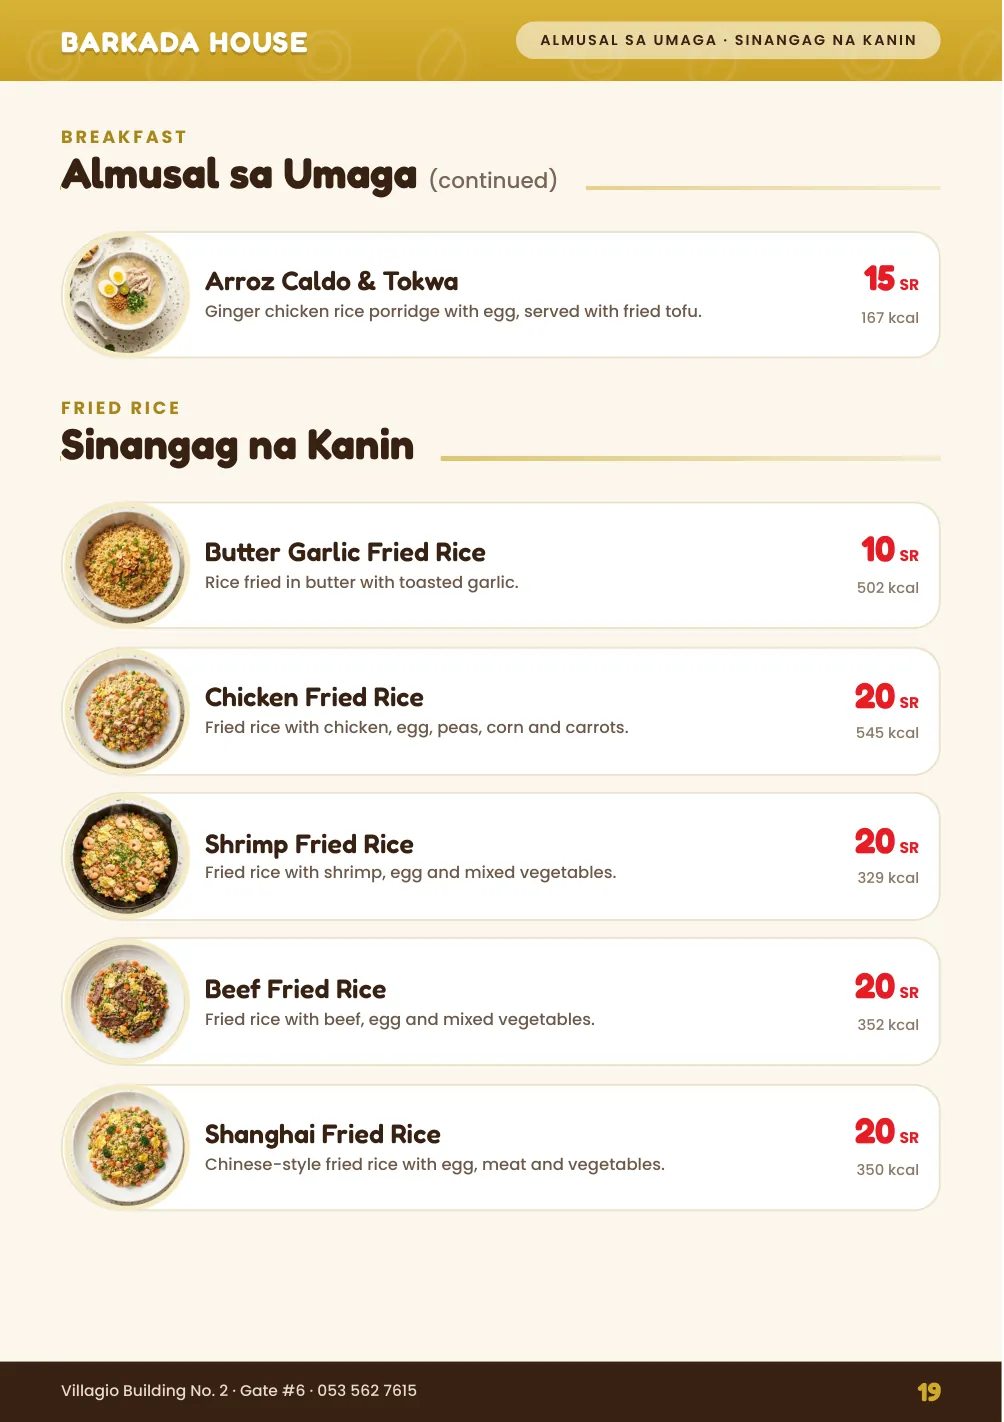 BARKADA HOUSE
ALMUSAL SA UMAGA · SINANGAG NA KANIN
BREAKFAST
Almusal sa Umaga (continued)
Arroz Caldo & Tokwa
Ginger chicken rice porridge with egg, served with fried tofu.
15 SR
167 kcal
FRIED RICE
Sinangag na Kanin
Butter Garlic Fried Rice
Rice fried in butter with toasted garlic.
10 SR
502 kcal
Chicken Fried Rice
Fried rice with chicken, egg, peas, corn and carrots.
20 SR
545 kcal
Shrimp Fried Rice
Fried rice with shrimp, egg and mixed vegetables.
20 SR
329 kcal
Beef Fried Rice
Fried rice with beef, egg and mixed vegetables.
20 SR
352 kcal
Shanghai Fried Rice
Chinese-style fried rice with egg, meat and vegetables.
20 SR
350 kcal
Villagio Building No. 2 · Gate #6 · 053 562 7615
19